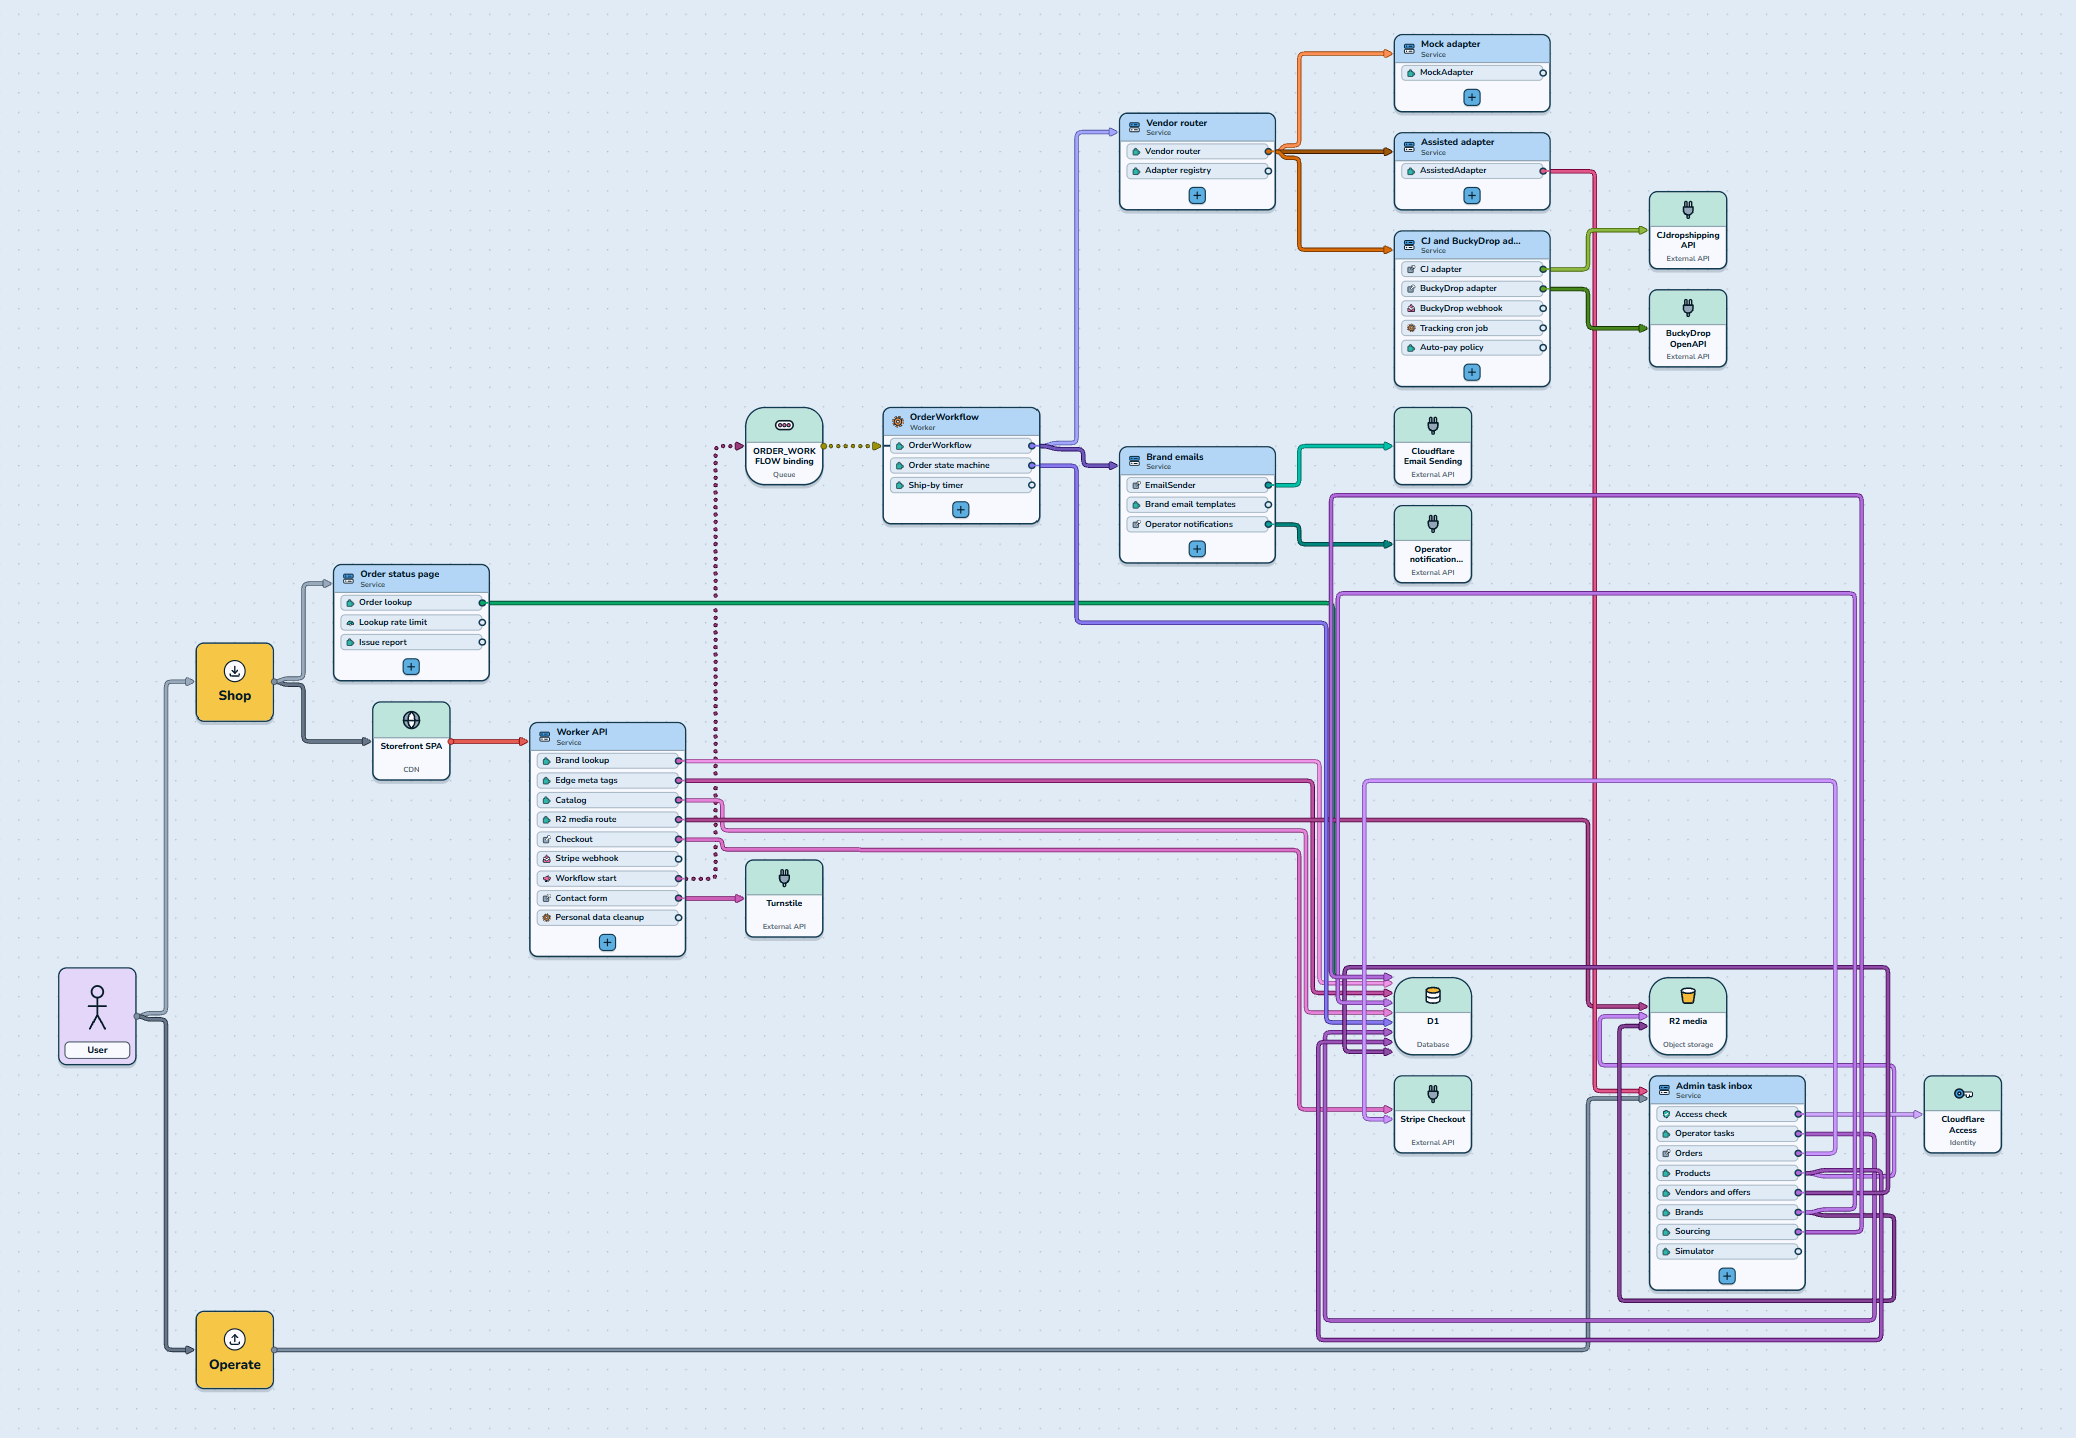 Mock adapter
Service
MockAdapter
Vendor router
Service
Vendor router
Adapter registry
Assisted adapter
Service
AssistedAdapter
CJ and BuckyDrop ad...
Service
CJ adapter
BuckyDrop adapter
BuckyDrop webhook
Tracking cron job
Auto-pay policy
CJdropshipping
API
External API
BuckyDrop
OpenAPI
External API
ORDER_WORK
FLOW binding
Queue
OrderWorkflow
Worker
OrderWorkflow
Order state machine
Ship-by timer
Brand emails
Service
EmailSender
Brand email templates
Operator notifications
Cloudflare
Email Sending
External API
Operator
notification...
External API
Order status page
Service
Order lookup
Lookup rate limit
Issue report
Shop
Storefront SPA
CDN
Worker API
Service
Brand lookup
Edge meta tags
Catalog
R2 media route
Checkout
Stripe webhook
Workflow start
Contact form
Personal data cleanup
Turnstile
External API
User
D1
Database
R2 media
Object storage
Stripe Checkout
External API
Admin task inbox
Service
Access check
Operator tasks
Orders
Products
Vendors and offers
Brands
Sourcing
Simulator
Cloudflare
Access
Identity
Operate